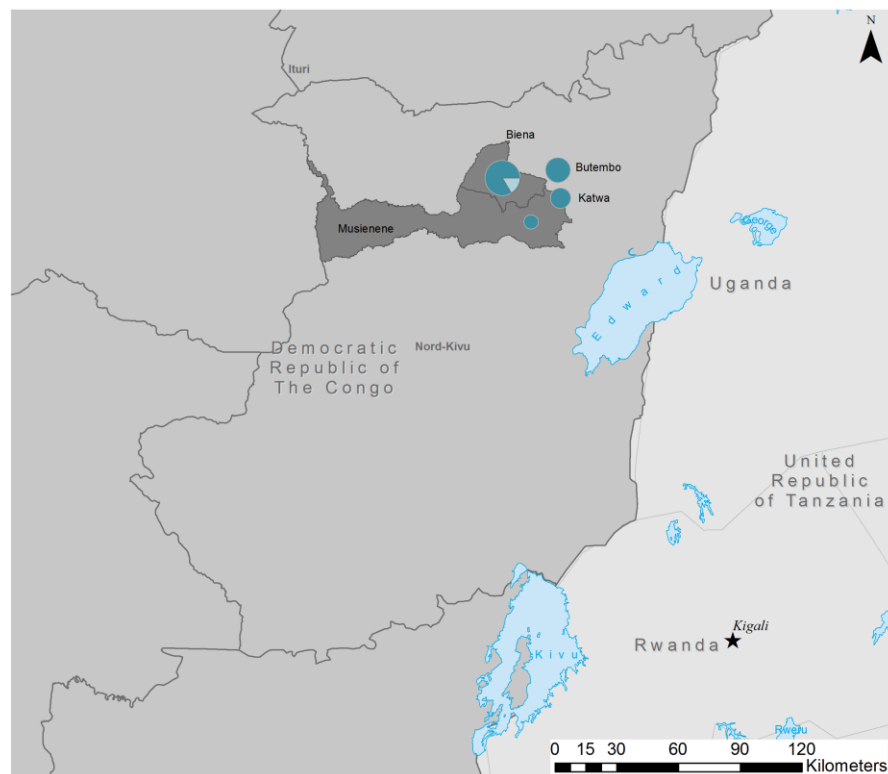 N
Ituri
Biena
Butembo
Katwa
George
Musienene
Edward
Uganda
Democratic
Republic of
The Congo
Nord-Kivu
United
Republic
of Tanzania
Kigali
Rwanda
Kivu
Rweru
0 15 30 60 90 120
Kilometers